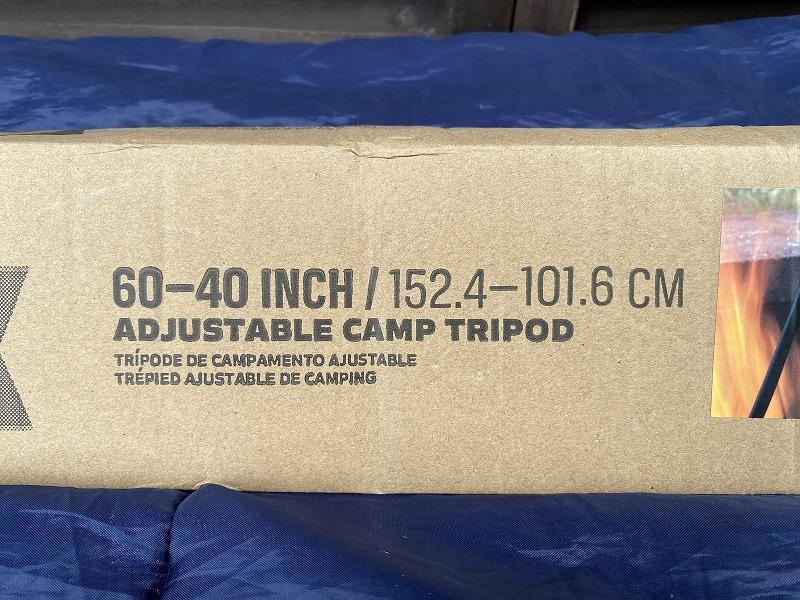 60-40 INCH / 152.4-101.6 CM
ADJUSTABLE CAMP TRIPOD
TRÍPODE DE CAMPAMENTO AJUSTABLE
TRÉPIED AJUSTABLE DE CAMPING